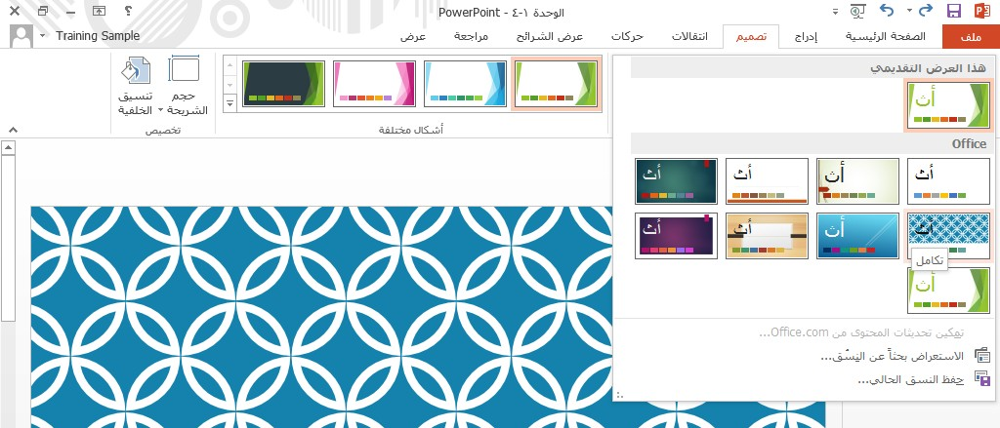 الوحدة ١-٤ - PowerPoint
Training Sample
ملف
الصفحة الرئيسية
إدراج
تصميم
انتقالات
حركات
عرض الشرائح
مراجعة
عرض
هذا العرض التقديمي
أث
Office
أث
أث
أث
أث
أث
أث
أث
أث
تكامل
أث
تمكين تحديثات المحتوى من Office.com...
الاستعراض بحثاً عن النِسَق...
حفظ النسق الحالي...
أشكال مختلفة
حجم
الشريحة
تنسيق
الخلفية
تخصيص